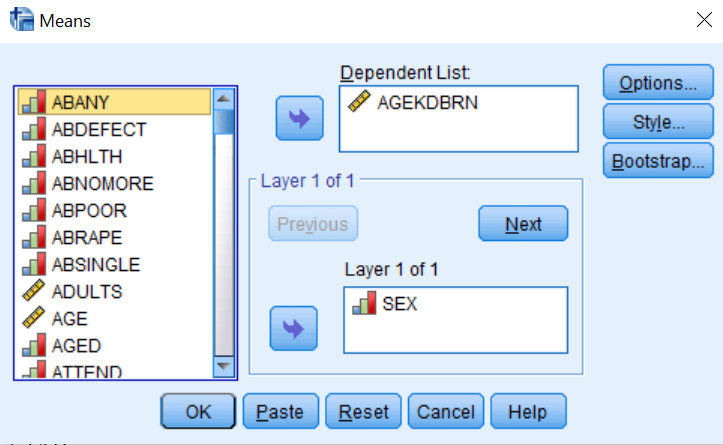 Means
ABANY
ABDEFECT
ABHLTH
ABNOMORE
ABPOOR
ABRAPE
ABSINGLE
ADULTS
AGE
AGED
ATTEND
Dependent List:
AGEKDBRN
Layer 1 of 1
Previous
Next
Layer 1 of 1
SEX
Options...
Style...
Bootstrap...
OK
Paste
Reset
Cancel
Help